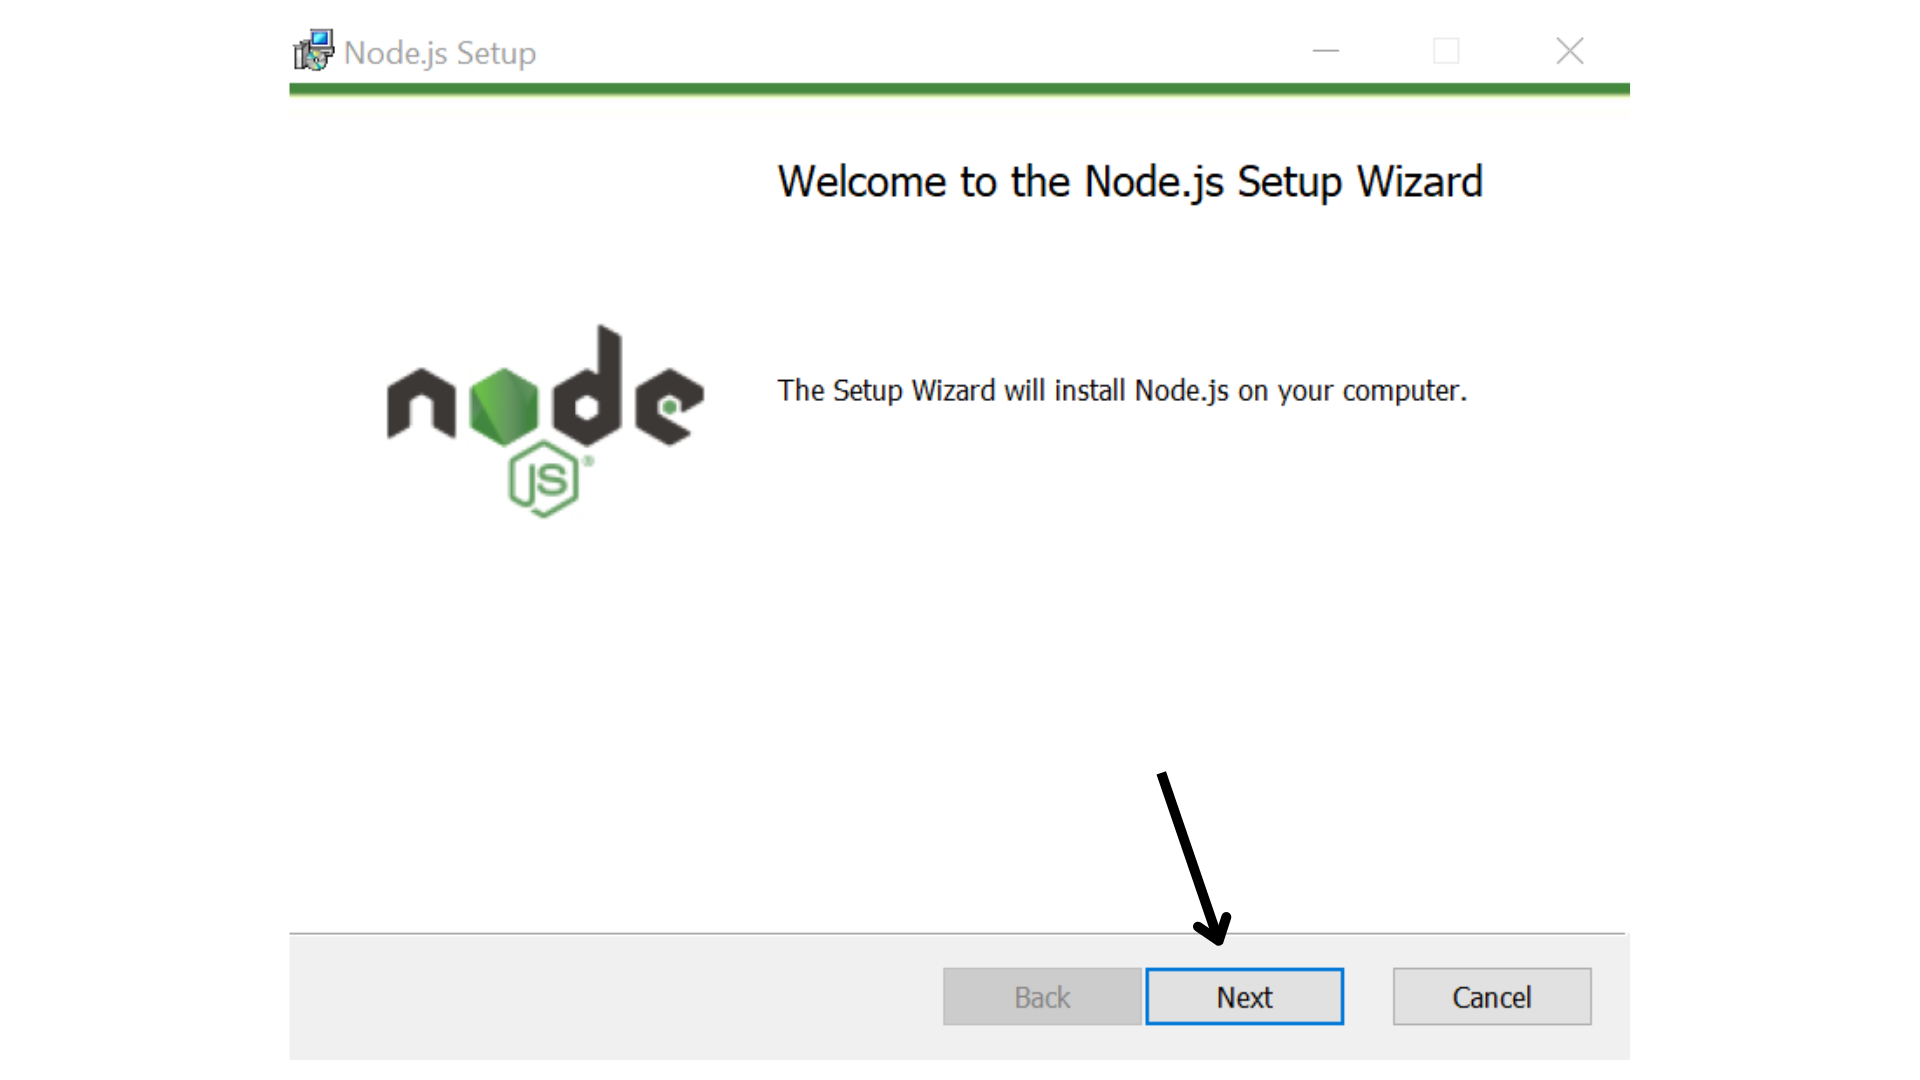 Node.js Setup
Welcome to the Node.js Setup Wizard
node
JS®
The Setup Wizard will install Node.js on your computer.
Back
Next
Cancel